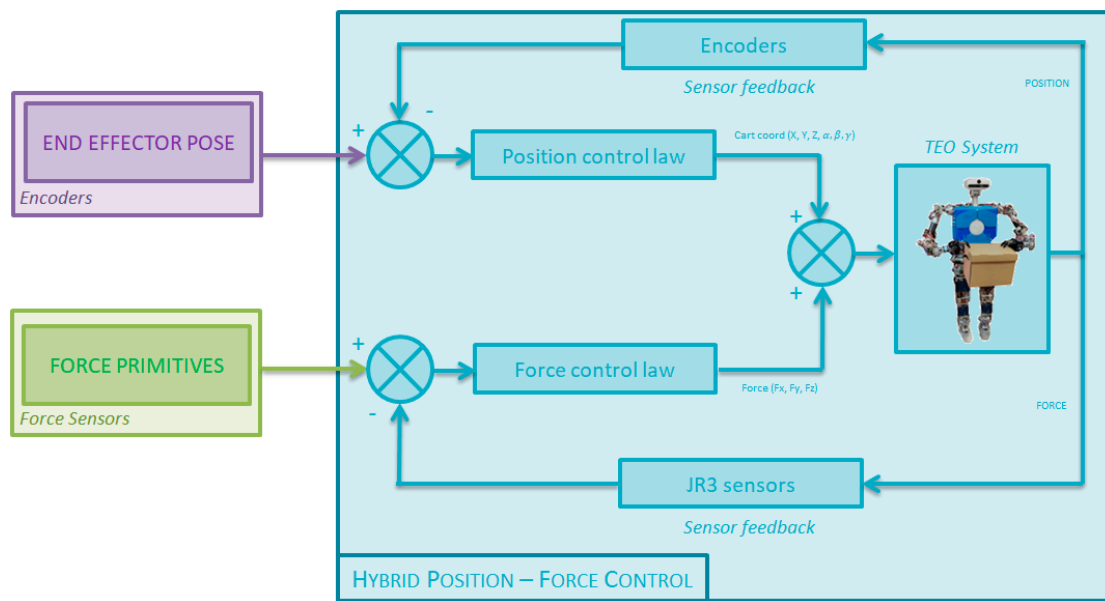 Encoders
Sensor feedback
POSITION
-
+
END EFFECTOR POSE
Encoders
Position control law
Cart coord (X, Y, Z, α, β, γ)
TEO System
+
+
FORCE PRIMITIVES
Force Sensors
+
-
Force control law
Force (Fx, Fy, Fz)
FORCE
JR3 sensors
Sensor feedback
HYBRID POSITION – FORCE CONTROL